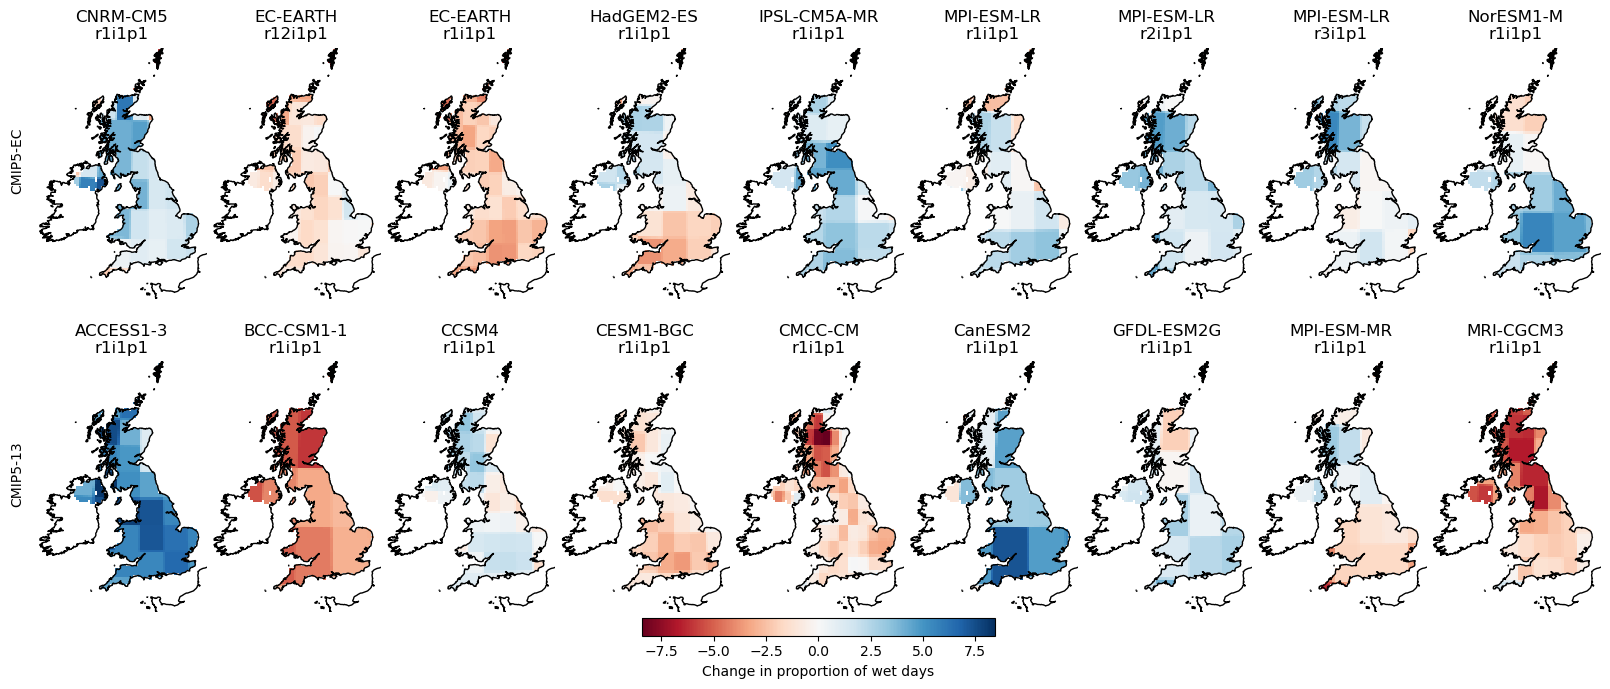 CNRM-CM5
r1i1p1
EC-EARTH
r12i1p1
EC-EARTH
r1i1p1
HadGEM2-ES
r1i1p1
IPSL-CM5A-MR
r1i1p1
MPI-ESM-LR
r1i1p1
MPI-ESM-LR
r2i1p1
MPI-ESM-LR
r3i1p1
NorESM1-M
r1i1p1
CMIP5-EC
ACCESS1-3
r1i1p1
BCC-CSM1-1
r1i1p1
CCSM4
r1i1p1
CESM1-BGC
r1i1p1
CMCC-CM
r1i1p1
CanESM2
r1i1p1
GFDL-ESM2G
r1i1p1
MPI-ESM-MR
r1i1p1
MRI-CGCM3
r1i1p1
CMIP5-13
−7.5 −5.0 −2.5 0.0 2.5 5.0 7.5
Change in proportion of wet days